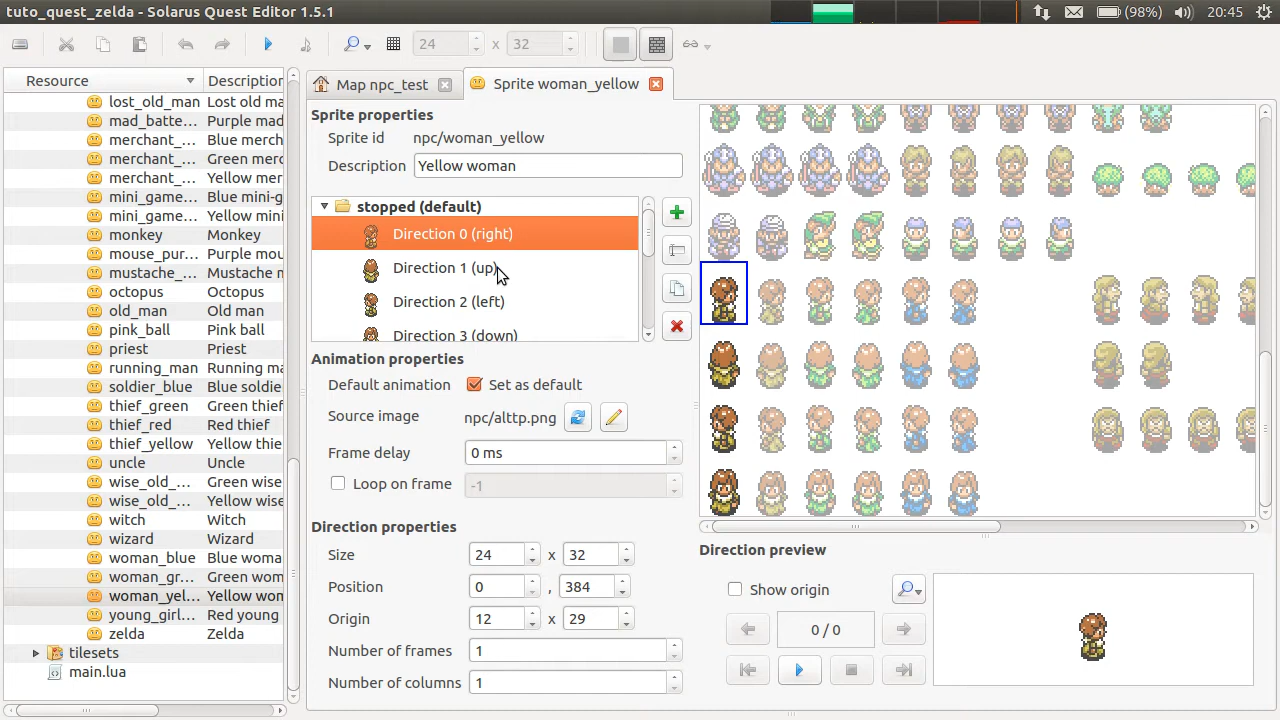 tuto_quest_zelda - Solarus Quest Editor 1.5.1
(98%)
20:45
24 x 32
Resource
Description
lost_old_man Lost old ma
mad_batte... Purple mad
merchant_... Blue merch
merchant_... Green merc
merchant_... Yellow merc
mini_game... Blue mini-g
mini_game... Yellow mini
monkey Monkey
mouse_pur... Purple mou
mustache_... Mustache m
octopus Octopus
old_man Old man
pink_ball Pink ball
priest Priest
running_man Running ma
soldier_blue Blue soldie
thief_green Green thief
thief_red Red thief
thief_yellow Yellow thie
uncle Uncle
wise_old_... Green wise
wise_old_... Yellow wise
witch Witch
wizard Wizard
woman_blue Blue woma
woman_gr... Green wom
woman_yel... Yellow won
young_girl... Red young
zelda Zelda
tilesets
main.lua
Map npc_test
Sprite woman_yellow
Sprite properties
Sprite id npc/woman_yellow
Description Yellow woman
stopped (default)
Direction 0 (right)
Direction 1 (up)
Direction 2 (left)
Direction 3 (down)
Animation properties
Default animation Set as default
Source image npc/alttp.png
Frame delay 0 ms
Loop on frame -1
Direction properties
Size 24 x 32
Position 0 , 384
Origin 12 x 29
Number of frames 1
Number of columns 1
Direction preview
Show origin
0 / 0